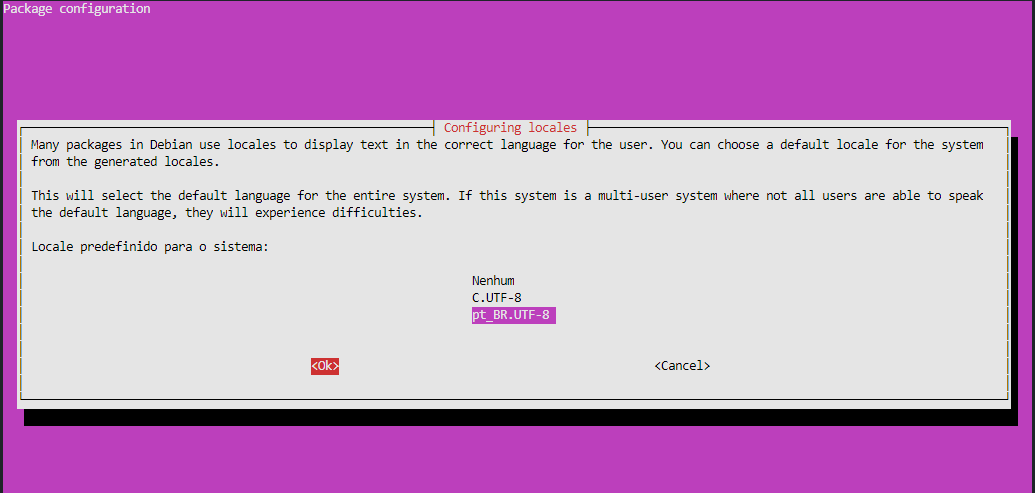 Package configuration
Configuring locales
Many packages in Debian use locales to display text in the correct language for the user. You can choose a default locale for the system
from the generated locales.
This will select the default language for the entire system. If this system is a multi-user system where not all users are able to speak
the default language, they will experience difficulties.
Locale predefinido para o sistema:
Nenhum
C.UTF-8
pt_BR.UTF-8
<Ok> <Cancel>